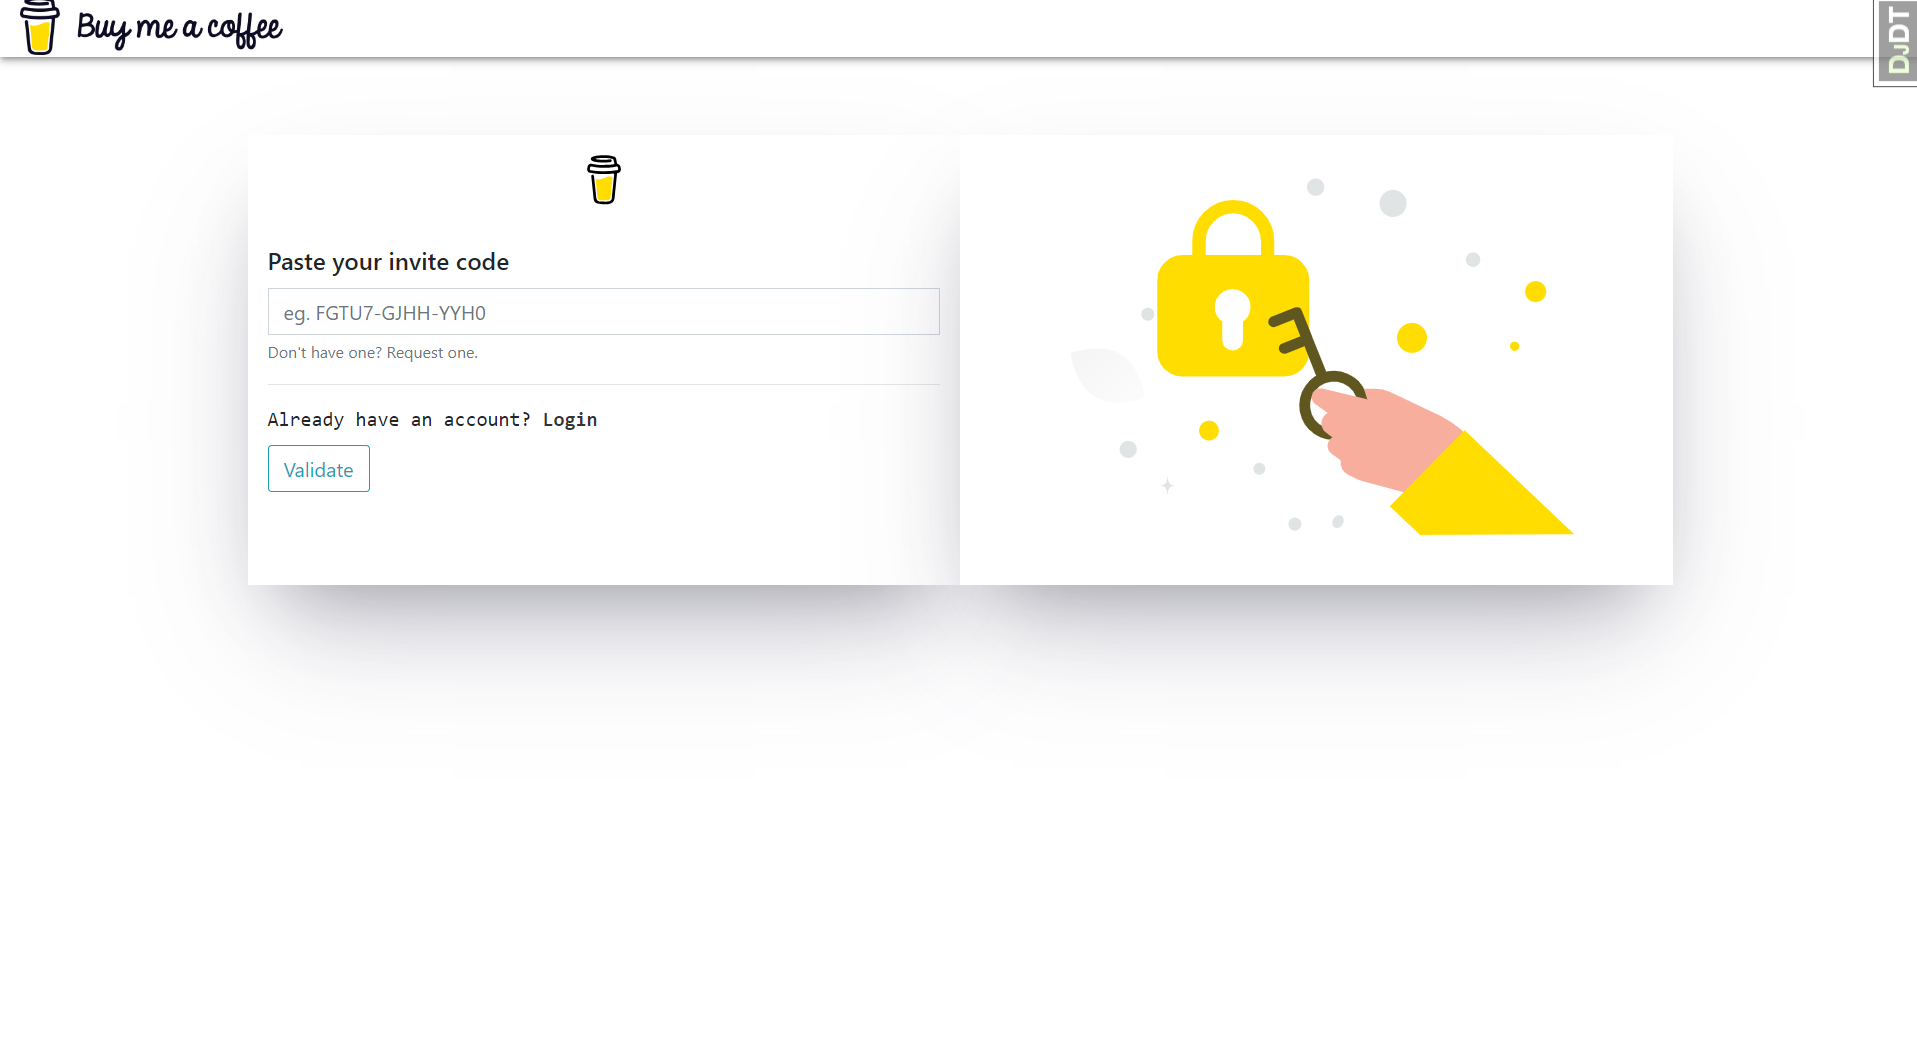 Buy me a coffee
DJDT
Paste your invite code
eg. FGTU7-GJHH-YYH0
Don't have one? Request one.
Already have an account? Login
Validate